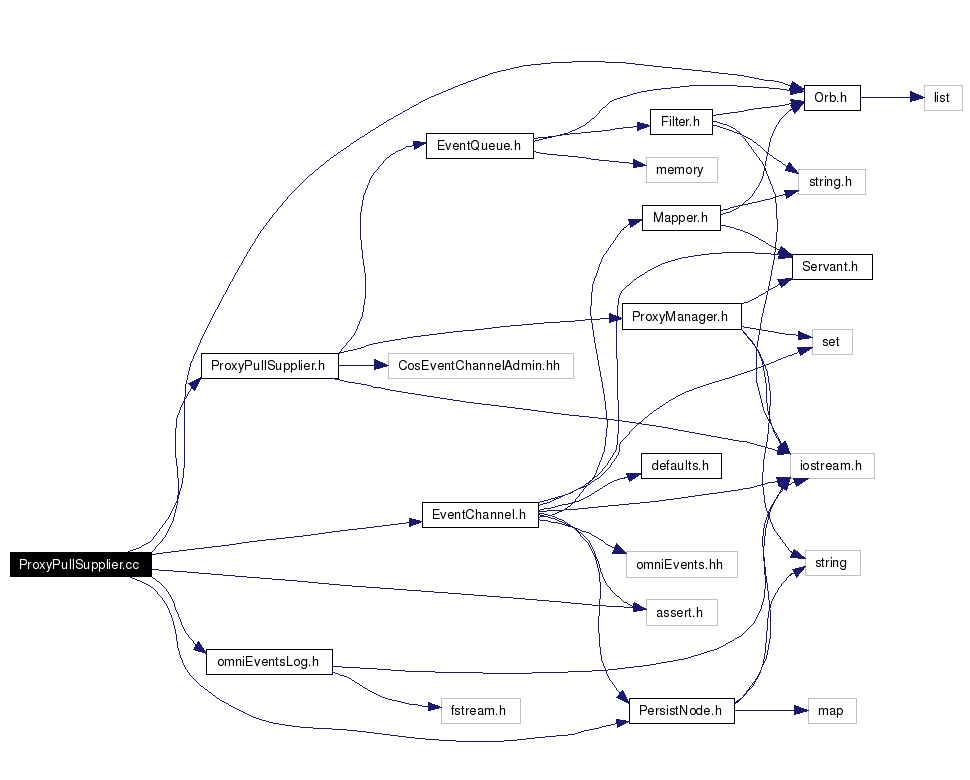 Orb.h
list
Filter.h
EventQueue.h
memory
string.h
Mapper.h
Servant.h
ProxyManager.h
set
ProxyPullSupplier.h
CosEventChannelAdmin.hh
defaults.h
iostream.h
EventChannel.h
ProxyPullSupplier.cc
omniEvents.hh
string
assert.h
omniEventsLog.h
fstream.h
PersistNode.h
map